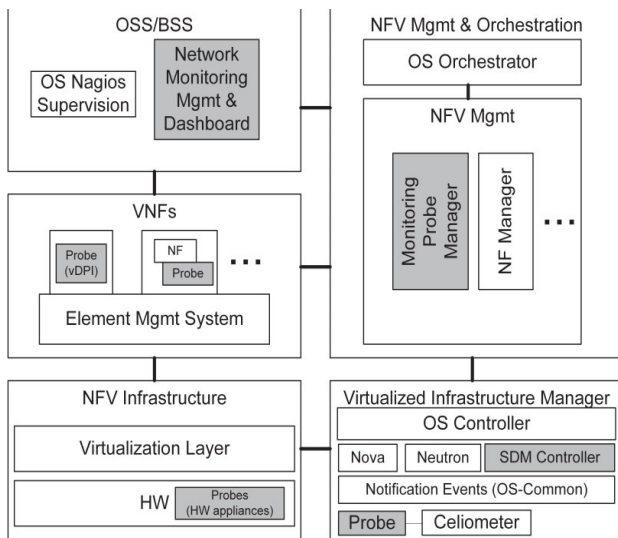 OSS/BSS
OS Nagios
Supervision
Network
Monitoring
Mgmt &
Dashboard
NFV Mgmt & Orchestration
OS Orchestrator
NFV Mgmt
Monitoring
Probe
Manager
NF Manager
...
VNFs
Probe
(vDPI)
NF
Probe
...
Element Mgmt System
NFV Infrastructure
Virtualization Layer
HW
Probes
(HW appliances)
Virtualized Infrastructure Manager
OS Controller
Nova
Neutron
SDM Controller
Notification Events (OS-Common)
Probe
Celiometer